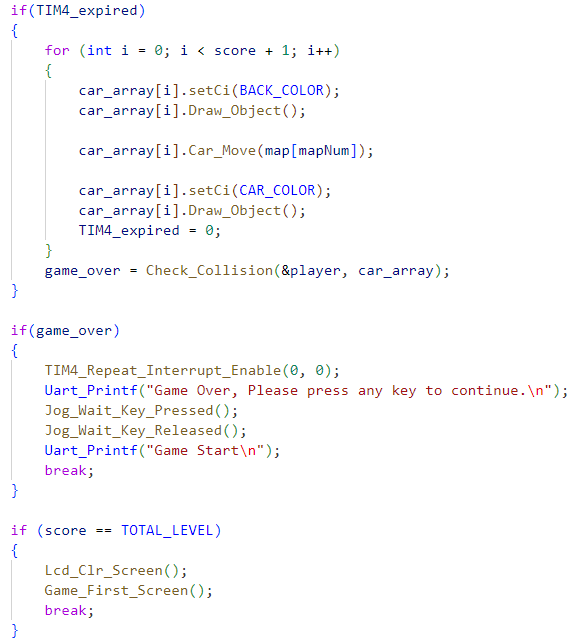 if(TIM4_expired)
{
    for (int i = 0; i < score + 1; i++)
    {
        car_array[i].setCi(BACK_COLOR);
        car_array[i].Draw_Object();

        car_array[i].Car_Move(map[mapNum]);

        car_array[i].setCi(CAR_COLOR);
        car_array[i].Draw_Object();
        TIM4_expired = 0;
    }
    game_over = Check_Collision(&player, car_array);
}

if(game_over)
{
    TIM4_Repeat_Interrupt_Enable(0, 0);
    Uart_Printf("Game Over, Please press any key to continue.\n");
    Jog_Wait_Key_Pressed();
    Jog_Wait_Key_Released();
    Uart_Printf("Game Start\n");
    break;
}

if (score == TOTAL_LEVEL)
{
    Lcd_Clr_Screen();
    Game_First_Screen();
    break;
}